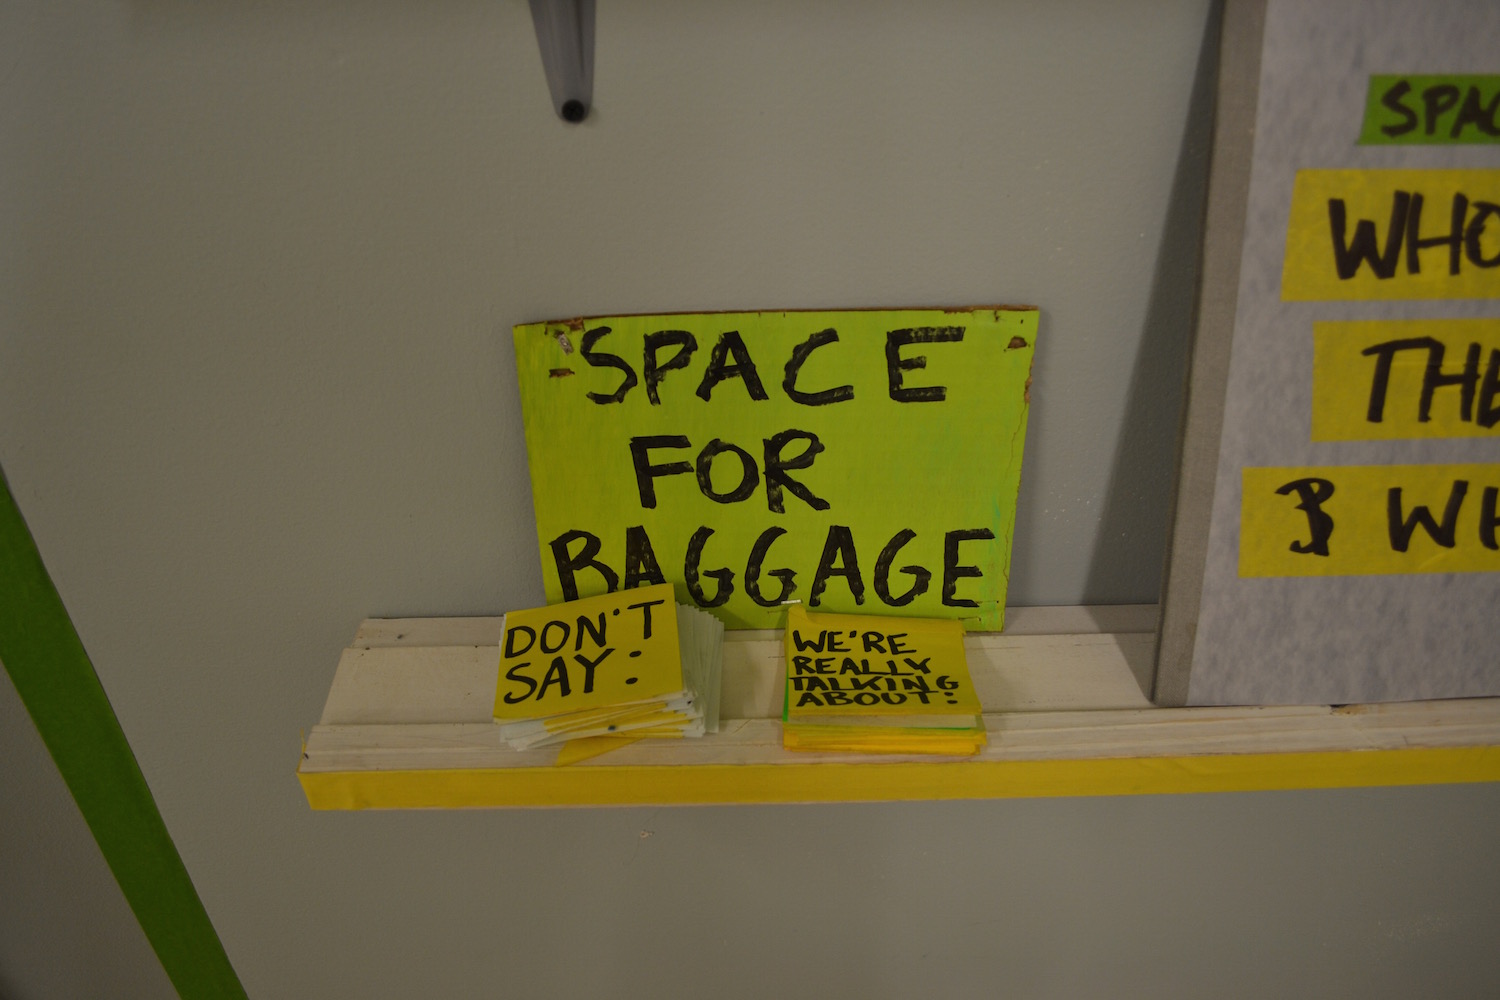 SPACE
FOR
BAGGAGE
DON'T
SAY:
WE'RE
REALLY
TALKING
ABOUT:
SPAC
WHO
THE
& WH